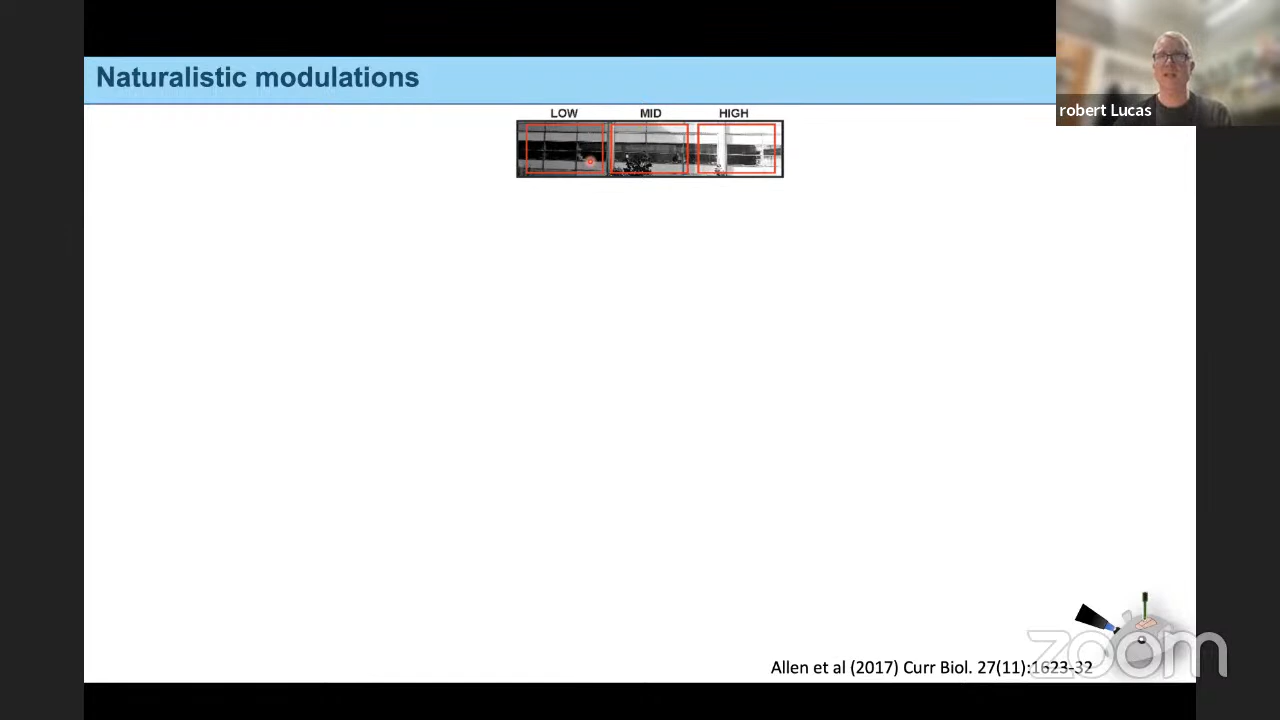 Naturalistic modulations
robert Lucas
LOW MID HIGH
Allen et al (2017) Curr Biol. 27(11):1623-32
zoom